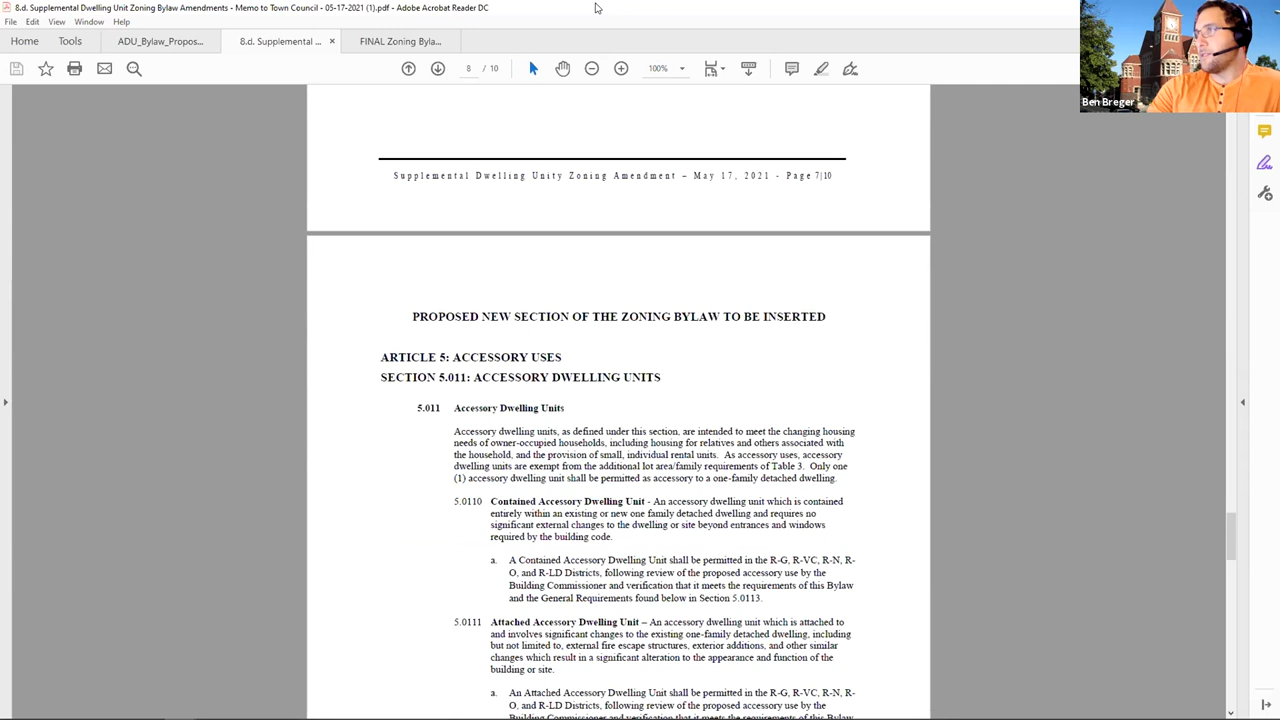 8.d. Supplemental Dwelling Unit Zoning Bylaw Amendments - Memo to Town Council - 05-17-2021 (1).pdf - Adobe Acrobat Reader DC
File Edit View Window Help
Home Tools ADU_Bylaw_Propos... 8.d. Supplemental ... × FINAL Zoning Byla...
8 / 10 100%
Ben Breger
Supplemental Dwelling Unity Zoning Amendment – May 17, 2021 - Page 7|10
PROPOSED NEW SECTION OF THE ZONING BYLAW TO BE INSERTED
ARTICLE 5: ACCESSORY USES
SECTION 5.011: ACCESSORY DWELLING UNITS
5.011 Accessory Dwelling Units
Accessory dwelling units, as defined under this section, are intended to meet the changing housing
needs of owner-occupied households, including housing for relatives and others associated with
the household, and the provision of small, individual rental units. As accessory uses, accessory
dwelling units are exempt from the additional lot area/family requirements of Table 3. Only one
(1) accessory dwelling unit shall be permitted as accessory to a one-family detached dwelling.
5.0110 Contained Accessory Dwelling Unit - An accessory dwelling unit which is contained
entirely within an existing or new one family detached dwelling and requires no
significant external changes to the dwelling or site beyond entrances and windows
required by the building code.
a. A Contained Accessory Dwelling Unit shall be permitted in the R-G, R-VC, R-N, R-
O, and R-LD Districts, following review of the proposed accessory use by the
Building Commissioner and verification that it meets the requirements of this Bylaw
and the General Requirements found below in Section 5.0113.
5.0111 Attached Accessory Dwelling Unit – An accessory dwelling unit which is attached to
and involves significant changes to the existing one-family detached dwelling, including
but not limited to, external fire escape structures, exterior additions, and other similar
changes which result in a significant alteration to the appearance and function of the
building or site.
a. An Attached Accessory Dwelling Unit shall be permitted in the R-G, R-VC, R-N, R-
O, and R-LD Districts, following review of the proposed accessory use by the
Building Commissioner and verification that it meets the requirements of this Bylaw